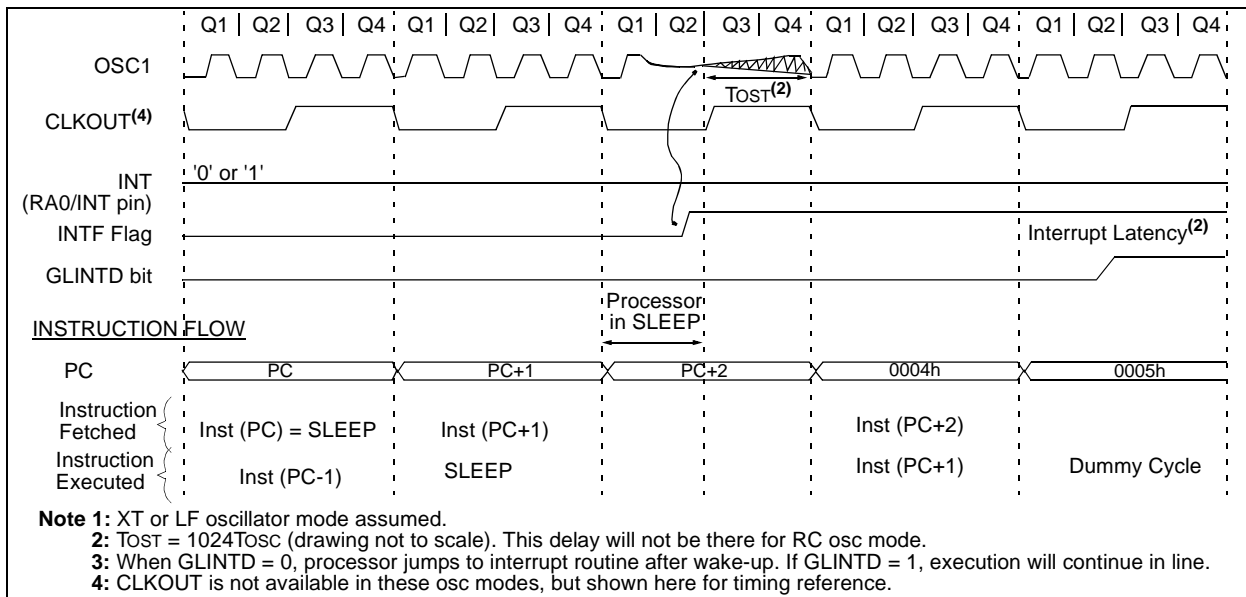 Q1 | Q2 | Q3 | Q4 | Q1 | Q2 | Q3 | Q4 | Q1 | Q2 | Q3 | Q4 | Q1 | Q2 | Q3 | Q4 | Q1 | Q2 | Q3 | Q4
OSC1
TOST(2)
CLKOUT(4)
'0' or '1'
INT
(RA0/INT pin)
INTF Flag
Interrupt Latency(2)
GLINTD bit
Processor
in SLEEP
INSTRUCTION FLOW
PC PC PC+1 PC+2 0004h 0005h
Instruction
Fetched
Inst (PC) = SLEEP Inst (PC+1) Inst (PC+2)
Instruction
Executed
Inst (PC-1) SLEEP Inst (PC+1) Dummy Cycle
Note 1: XT or LF oscillator mode assumed.
2: TOST = 1024TOSC (drawing not to scale). This delay will not be there for RC osc mode.
3: When GLINTD = 0, processor jumps to interrupt routine after wake-up. If GLINTD = 1, execution will continue in line.
4: CLKOUT is not available in these osc modes, but shown here for timing reference.